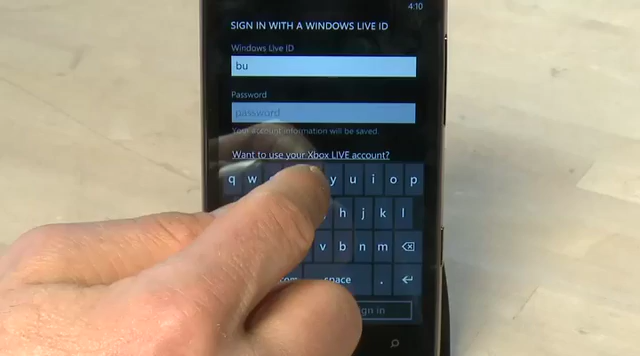 4:10
SIGN IN WITH A WINDOWS LIVE ID
Windows Live ID
bu
Password
password
Your account information will be saved.
Want to use your Xbox LIVE account?
q w y u i o p
h j k l
v b n m
.com space .
sign in